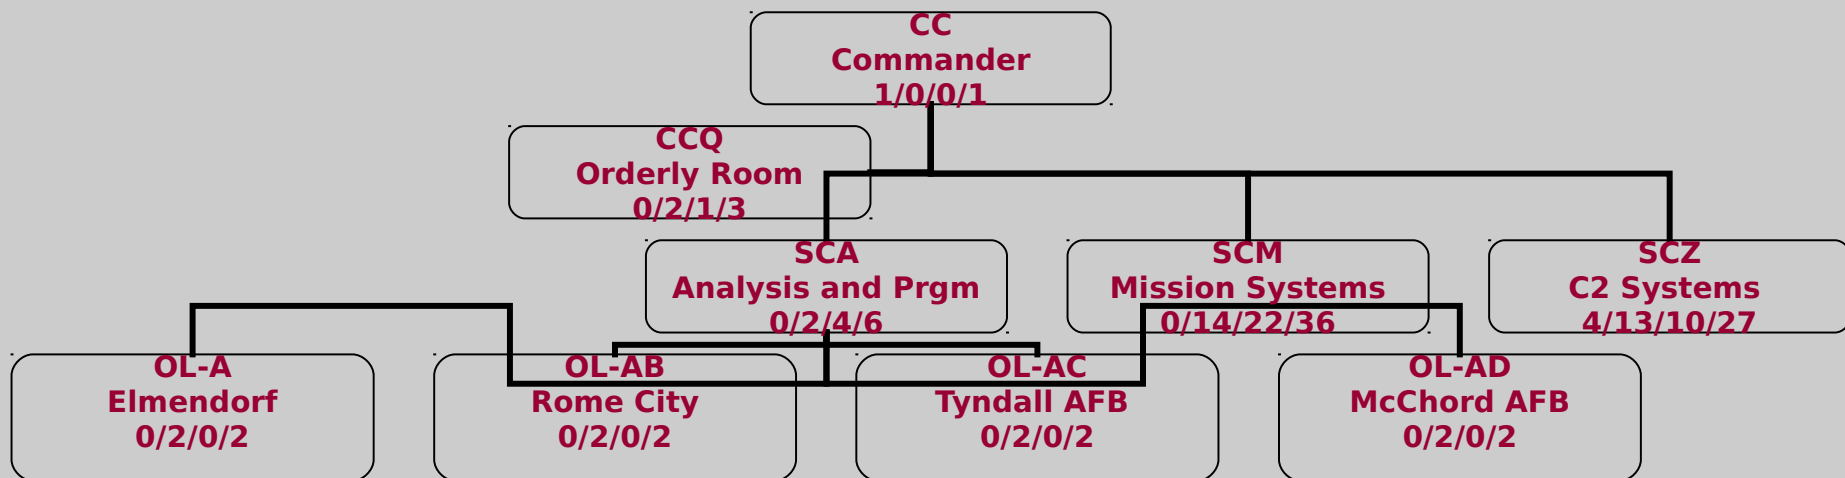 CC
Commander
1/0/0/1
CCQ
Orderly Room
0/2/1/3
SCA
Analysis and Prgm
0/2/4/6
SCM
Mission Systems
0/14/22/36
SCZ
C2 Systems
4/13/10/27
OL-A
Elmendorf
0/2/0/2
OL-AB
Rome City
0/2/0/2
OL-AC
Tyndall AFB
0/2/0/2
OL-AD
McChord AFB
0/2/0/2